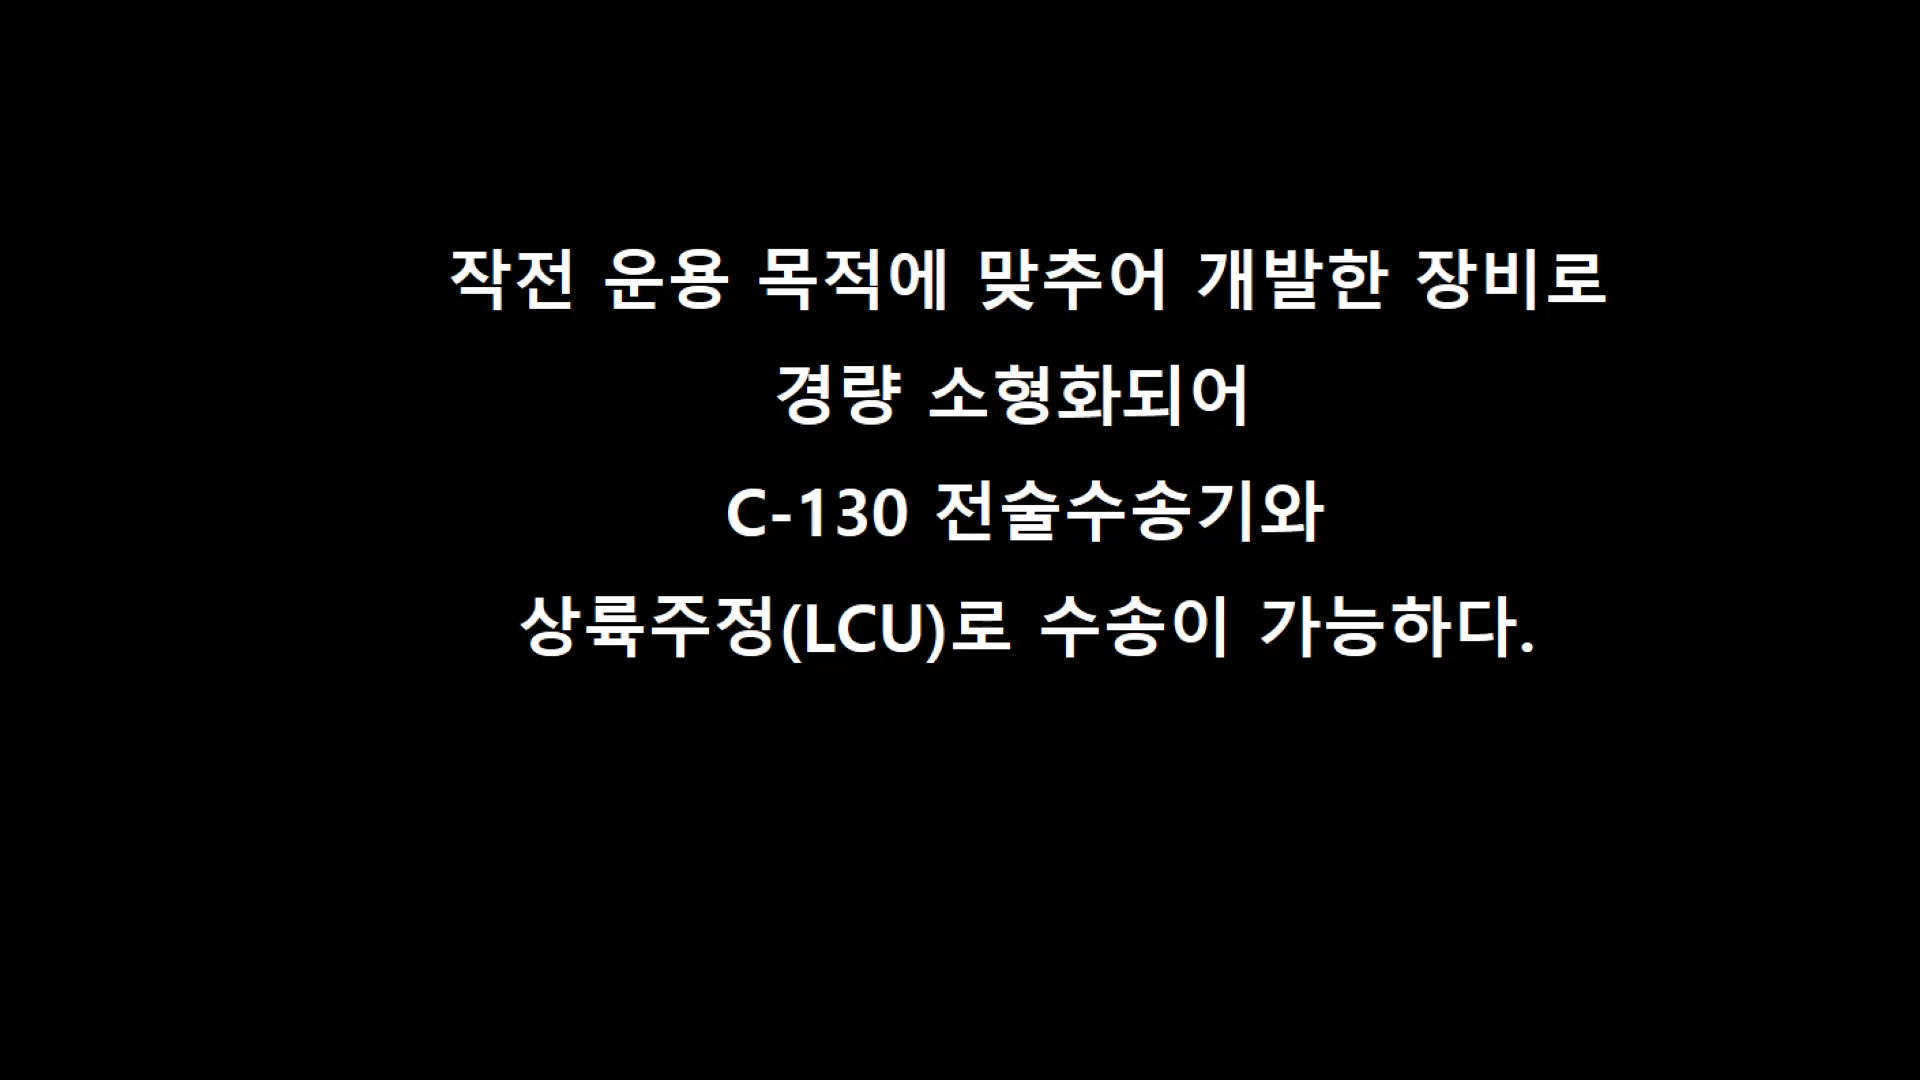 작전 운용 목적에 맞추어 개발한 장비로
경량 소형화되어
C-130 전술수송기와
상륙주정(LCU)로 수송이 가능하다.